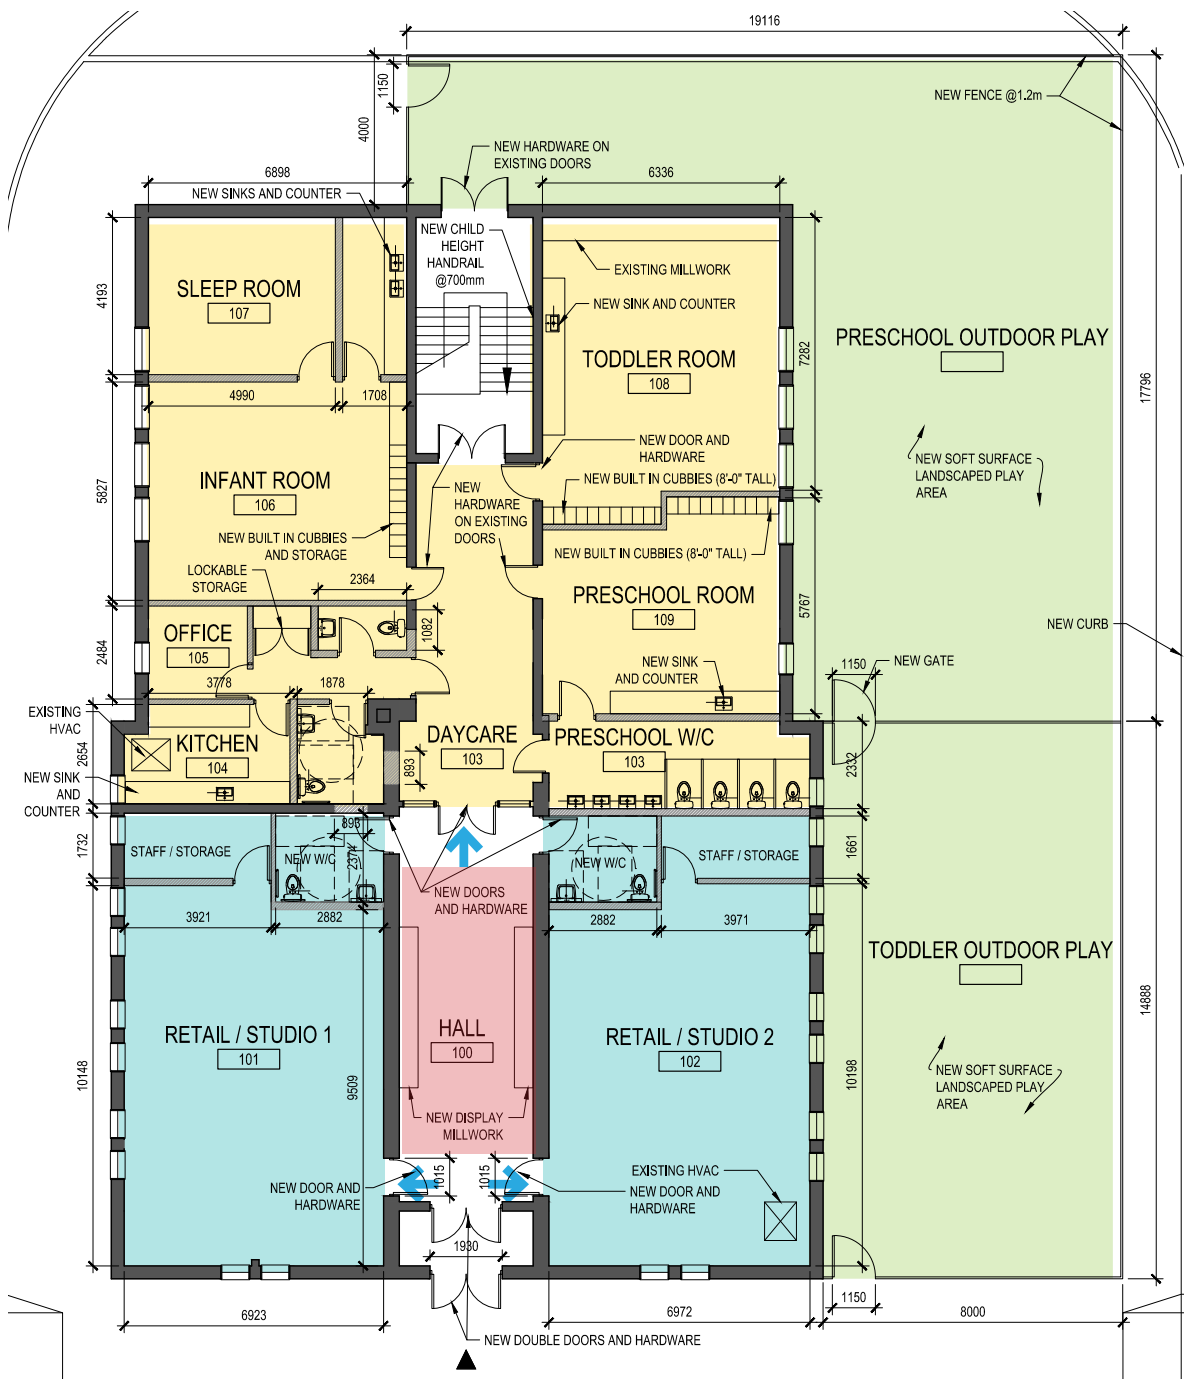 19116
1150
4000
NEW FENCE @1.2m
NEW HARDWARE ON
EXISTING DOORS
6898
6336
NEW SINKS AND COUNTER
NEW CHILD
HEIGHT
HANDRAIL
@700mm
EXISTING MILLWORK
SLEEP ROOM
107
4193
NEW SINK AND COUNTER
TODDLER ROOM
108
7282
PRESCHOOL OUTDOOR PLAY
17796
4990
1708
NEW DOOR AND
HARDWARE
NEW SOFT SURFACE
LANDSCAPED PLAY
AREA
INFANT ROOM
106
5827
NEW BUILT IN CUBBIES (8'-0" TALL)
NEW
HARDWARE
ON EXISTING
DOORS
NEW BUILT IN CUBBIES
AND STORAGE
NEW BUILT IN CUBBIES (8'-0" TALL)
LOCKABLE
STORAGE
2364
PRESCHOOL ROOM
109
5767
OFFICE
105
2484
1082
NEW CURB
NEW SINK
AND COUNTER
1150
NEW GATE
3778
1878
EXISTING
HVAC
2654
KITCHEN
104
DAYCARE
103
PRESCHOOL W/C
103
893
2332
NEW SINK
AND
COUNTER
1732
STAFF / STORAGE
893
NEW W/C
2374
NEW W/C
STAFF / STORAGE
1661
NEW DOORS
AND HARDWARE
3921
2882
2882
3971
TODDLER OUTDOOR PLAY
14888
RETAIL / STUDIO 1
101
HALL
100
RETAIL / STUDIO 2
102
10148
9509
10198
NEW SOFT SURFACE
LANDSCAPED PLAY
AREA
NEW DISPLAY
MILLWORK
1015
1015
EXISTING HVAC
NEW DOOR AND
HARDWARE
NEW DOOR AND
HARDWARE
1930
1150
8000
6923
6972
NEW DOUBLE DOORS AND HARDWARE